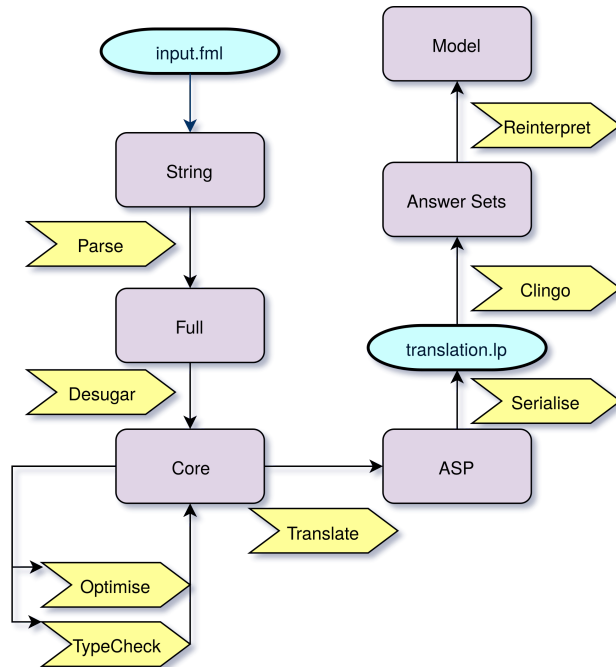 input.fml
Model
Reinterpret
String
Answer Sets
Parse
Clingo
Full
translation.lp
Desugar
Serialise
Core
ASP
Translate
Optimise
TypeCheck